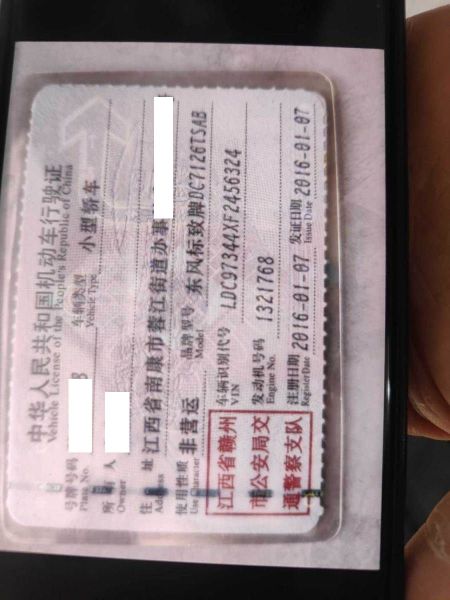 中华人民共和国机动车行驶证
Vehicle License of the People's Republic of China
号牌号码
Plate No.
车辆类型 小型轿车
Vehicle Type
所有人
Owner
住址 江西省南康市蓉江街道办事
Address
使用性质 非营运 品牌型号 东风标致牌DC7126TSAB
Use Character Model
江西省赣州
市公安局交
通警察支队
车辆识别代号 LDC97344XF2456324
VIN
发动机号码 1321768
Engine No.
注册日期 2016-01-07 发证日期 2016-01-07
Register Date Issue Date